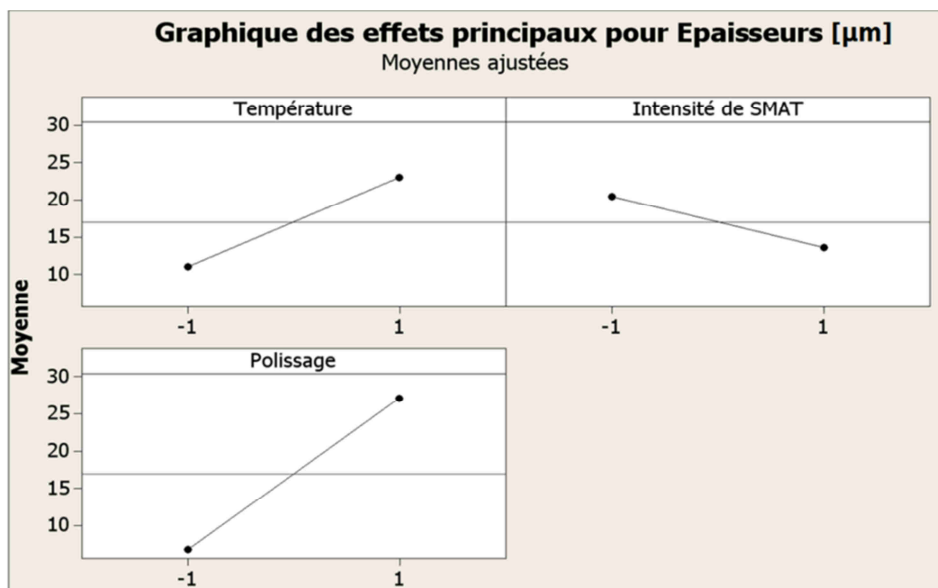 Graphique des effets principaux pour Epaisseurs [µm]
Moyennes ajustées
Température
Intensité de SMAT
30
25
20
15
10
-1
1
-1
1
Moyenne
Polissage
30
25
20
15
10
-1
1